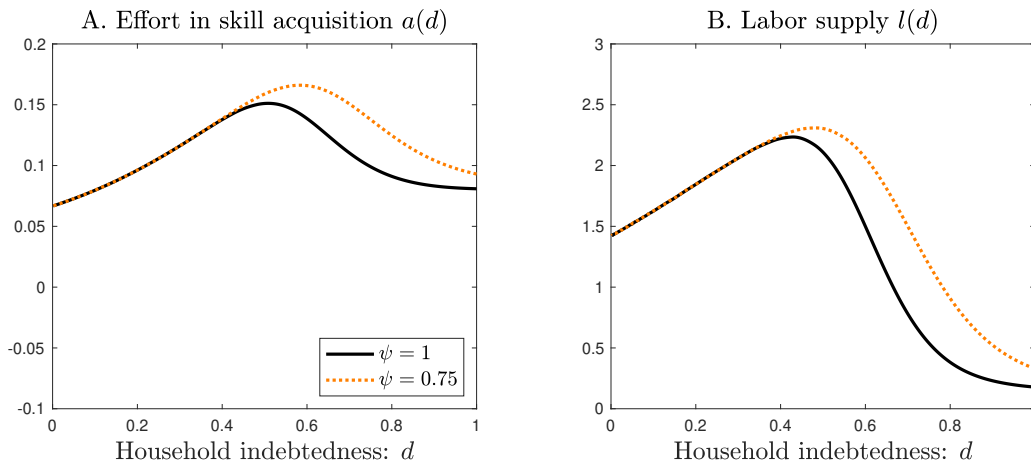 A. Effort in skill acquisition a(d)
0.2
0.15
0.1
0.05
0
-0.05
-0.1
ψ = 1
ψ = 0.75
0 0.2 0.4 0.6 0.8 1
Household indebtedness: d
B. Labor supply l(d)
3
2.5
2
1.5
1
0.5
0
0 0.2 0.4 0.6 0.8
Household indebtedness: d